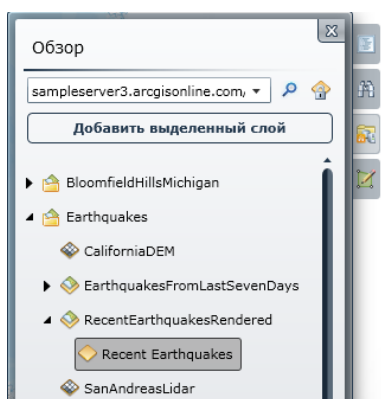 Обзор
sampleserver3.arcgisonline.com,
Добавить выделенный слой
BloomfieldHillsMichigan
Earthquakes
CaliforniaDEM
EarthquakesFromLastSevenDays
RecentEarthquakesRendered
Recent Earthquakes
SanAndreasLidar